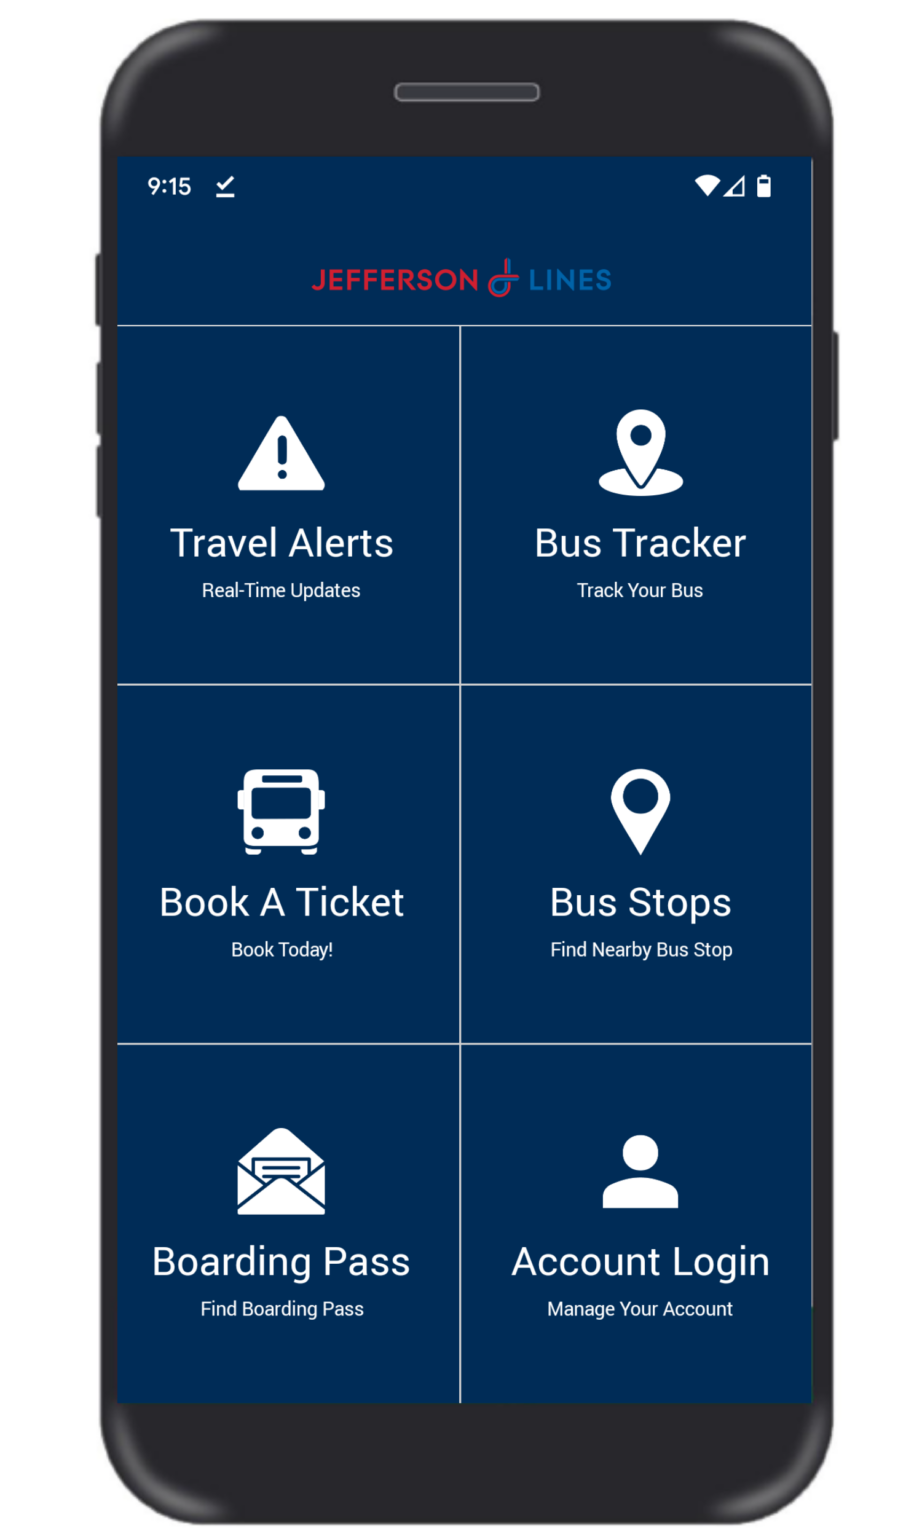 9:15
JEFFERSON LINES
Travel Alerts
Real-Time Updates
Bus Tracker
Track Your Bus
Book A Ticket
Book Today!
Bus Stops
Find Nearby Bus Stop
Boarding Pass
Find Boarding Pass
Account Login
Manage Your Account